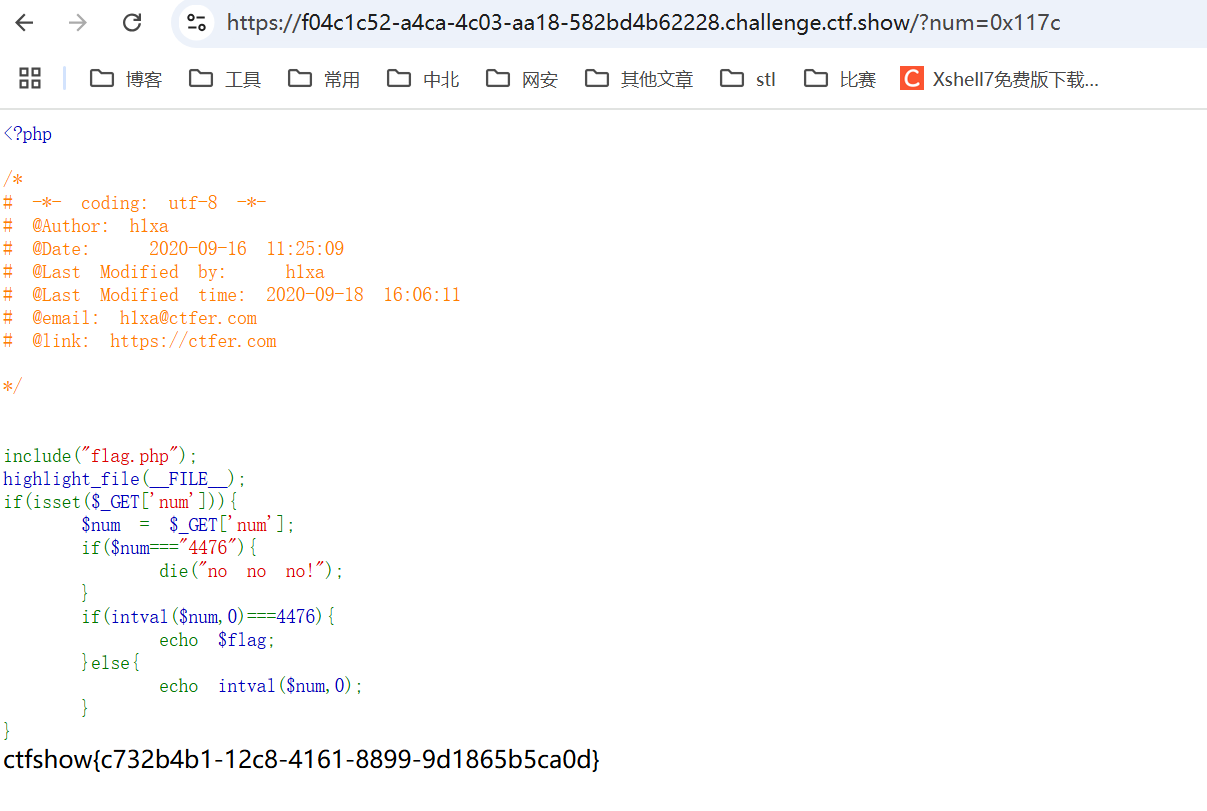 https://f04c1c52-a4ca-4c03-aa18-582bd4b62228.challenge.ctf.show/?num=0x117c
博客 工具 常用 中北 网安 其他文章 stl 比赛 C Xshell7免费版下载...
<?php
/*
# -*- coding: utf-8 -*-
# @Author: h1xa
# @Date:   2020-09-16 11:25:09
# @Last Modified by:   h1xa
# @Last Modified time: 2020-09-18 16:06:11
# @email: h1xa@ctfer.com
# @link: https://ctfer.com
*/
include("flag.php");
highlight_file(__FILE__);
if(isset($_GET['num'])){
    $num = $_GET['num'];
    if($num==="4476"){
        die("no no no!");
    }
    if(intval($num,0)===4476){
        echo $flag;
    }else{
        echo intval($num,0);
    }
}
ctfshow{c732b4b1-12c8-4161-8899-9d1865b5ca0d}